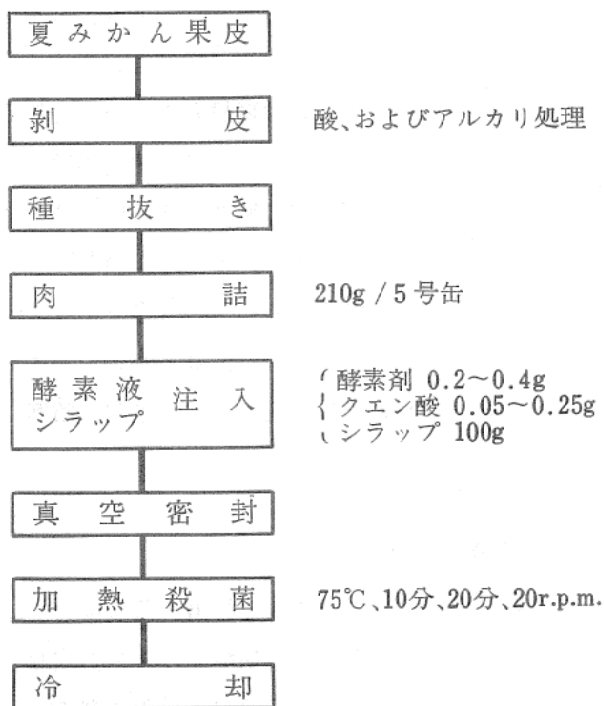 夏みかん果皮
剝皮 酸、およびアルカリ処理
種抜き
肉詰 210g / 5号缶
酵素液 シラップ 注入
酵素剤 0.2～0.4g
クエン酸 0.05～0.25g
シラップ 100g
真空密封
加熱殺菌 75℃、10分、20分、20r.p.m.
冷却